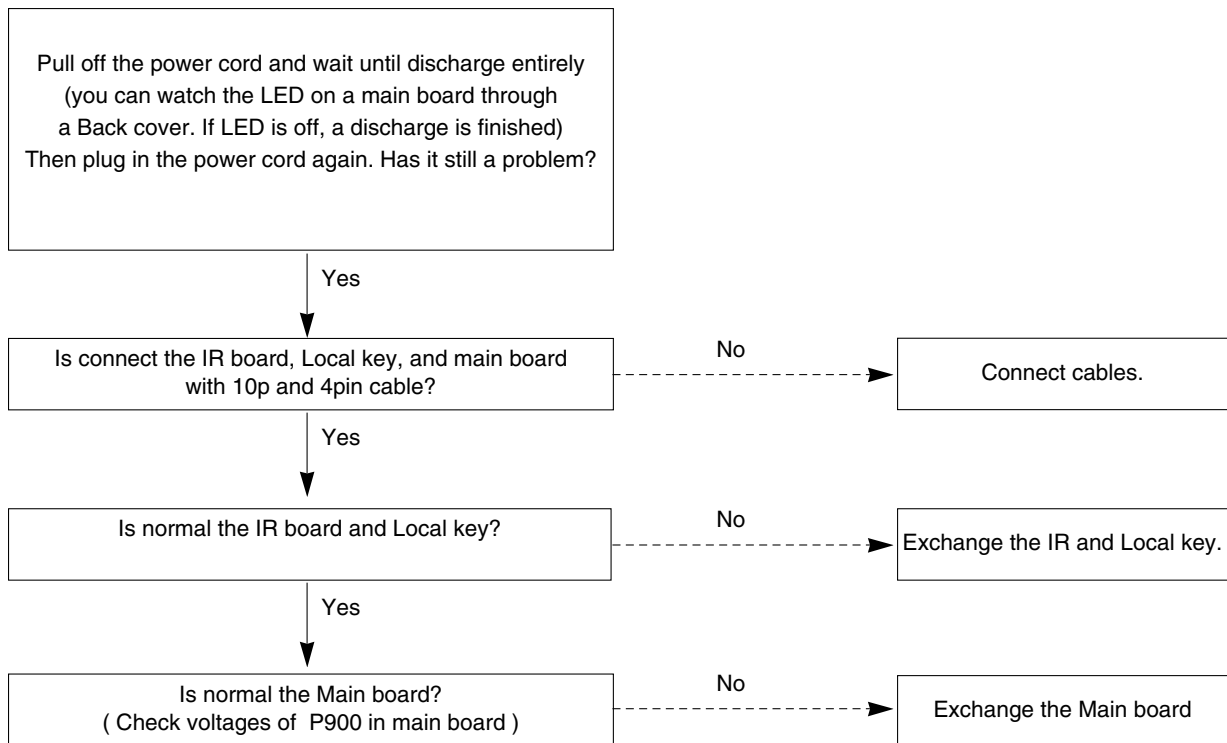 Pull off the power cord and wait until discharge entirely
(you can watch the LED on a main board through
a Back cover. If LED is off, a discharge is finished)
Then plug in the power cord again. Has it still a problem?
Yes
Is connect the IR board, Local key, and main board
with 10p and 4pin cable?
No
Connect cables.
Yes
Is normal the IR board and Local key?
No
Exchange the IR and Local key.
Yes
Is normal the Main board?
( Check voltages of P900 in main board )
No
Exchange the Main board